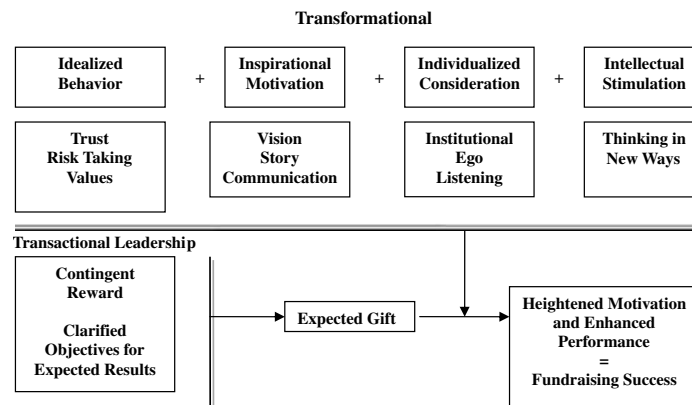 Transformational
Idealized
Behavior
+
Inspirational
Motivation
+
Individualized
Consideration
+
Intellectual
Stimulation
Trust
Risk Taking
Values
Vision
Story
Communication
Institutional
Ego
Listening
Thinking in
New Ways
Transactional Leadership
Contingent
Reward
Clarified
Objectives for
Expected Results
Expected Gift
Heightened Motivation
and Enhanced
Performance
=
Fundraising Success